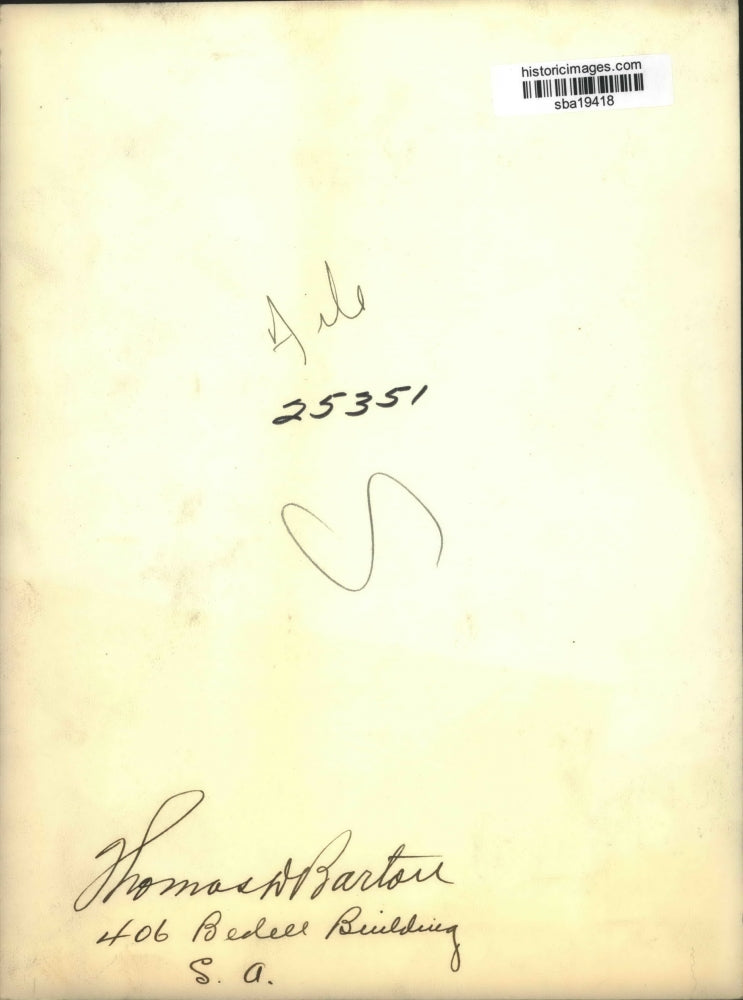 historicimages.com
sba19418
File
25351
Thomas D Barton
406 Bedell Building
S. A.